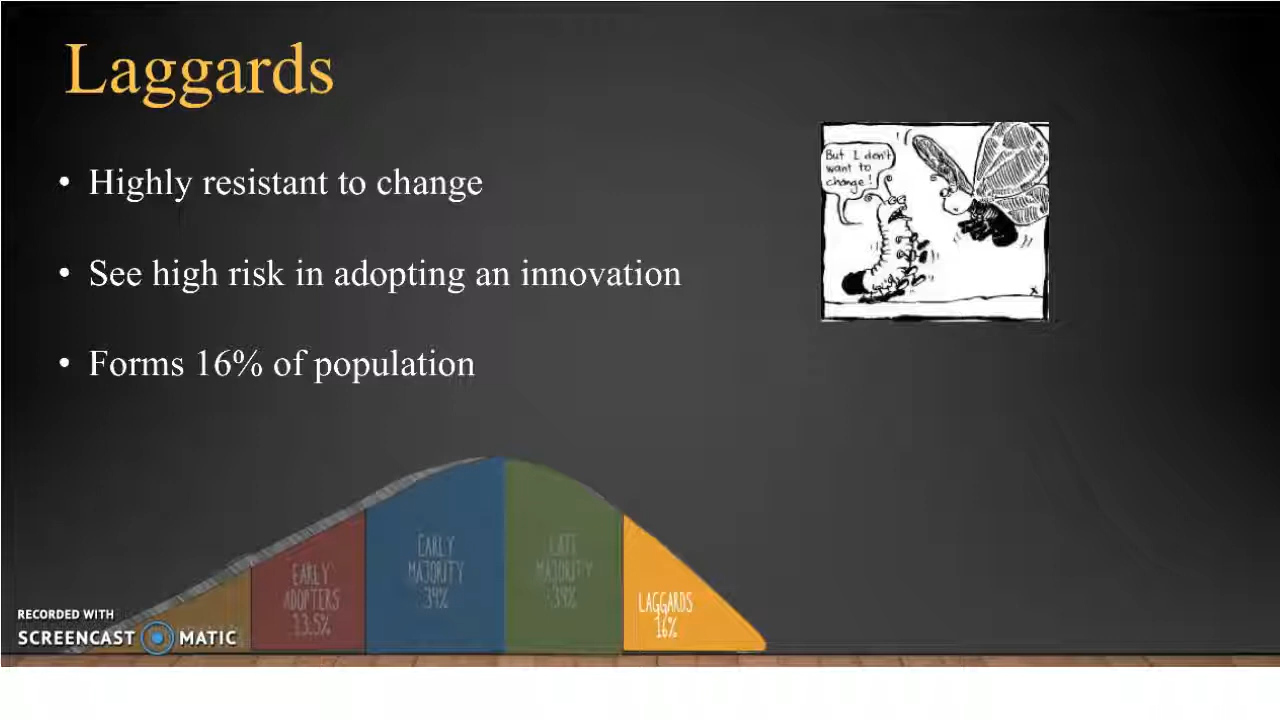 Laggards
• Highly resistant to change
• See high risk in adopting an innovation
• Forms 16% of population
But I don't
want to
change!
EARLY
ADOPTERS
13.5%
EARLY
MAJORITY
34%
LATE
MAJORITY
34%
LAGGARDS
16%
RECORDED WITH
SCREENCAST MATIC